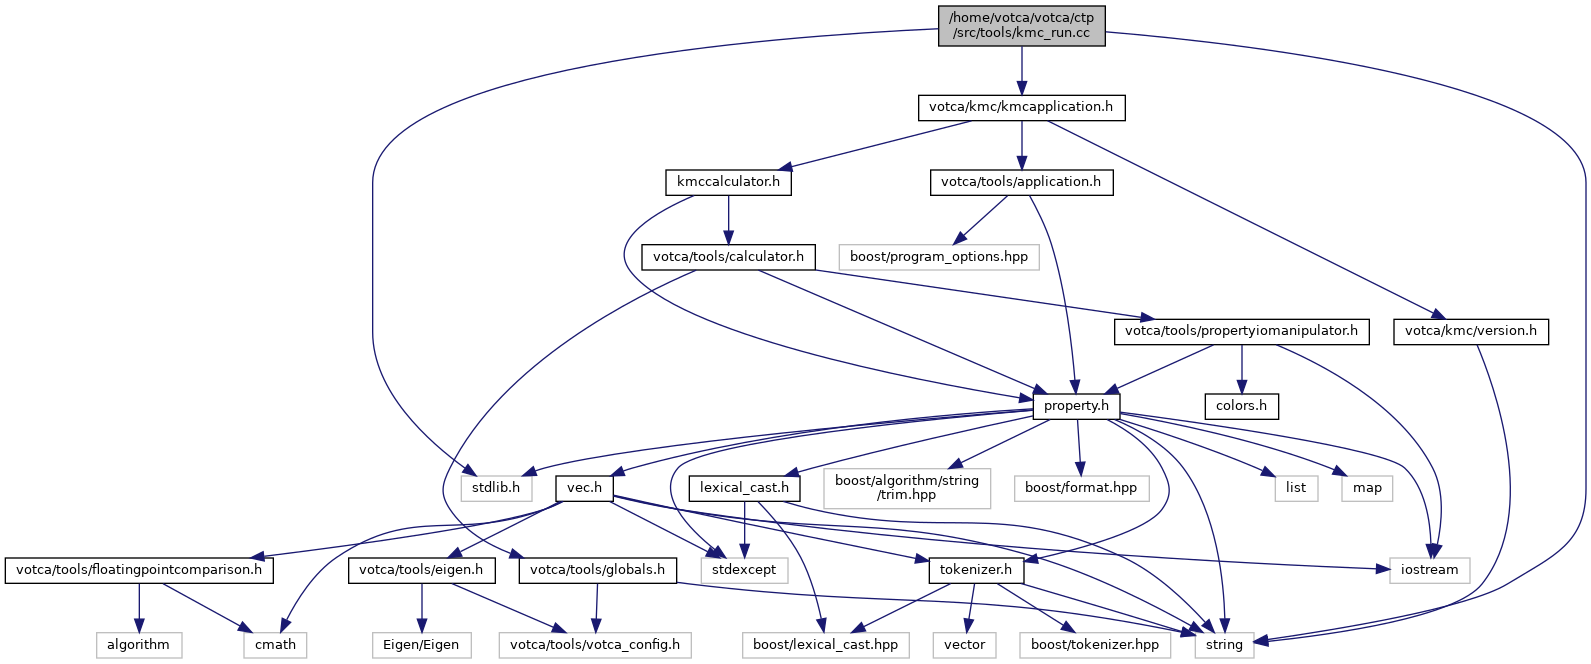 /home/votca/votca/ctp
/src/tools/kmc_run.cc
votca/kmc/kmcapplication.h
kmccalculator.h
votca/tools/application.h
votca/tools/calculator.h
boost/program_options.hpp
votca/tools/propertyiomanipulator.h
votca/kmc/version.h
property.h
colors.h
stdlib.h
vec.h
lexical_cast.h
boost/algorithm/string
/trim.hpp
boost/format.hpp
list
map
votca/tools/floatingpointcomparison.h
votca/tools/eigen.h
votca/tools/globals.h
stdexcept
tokenizer.h
iostream
algorithm
cmath
Eigen/Eigen
votca/tools/votca_config.h
boost/lexical_cast.hpp
vector
boost/tokenizer.hpp
string